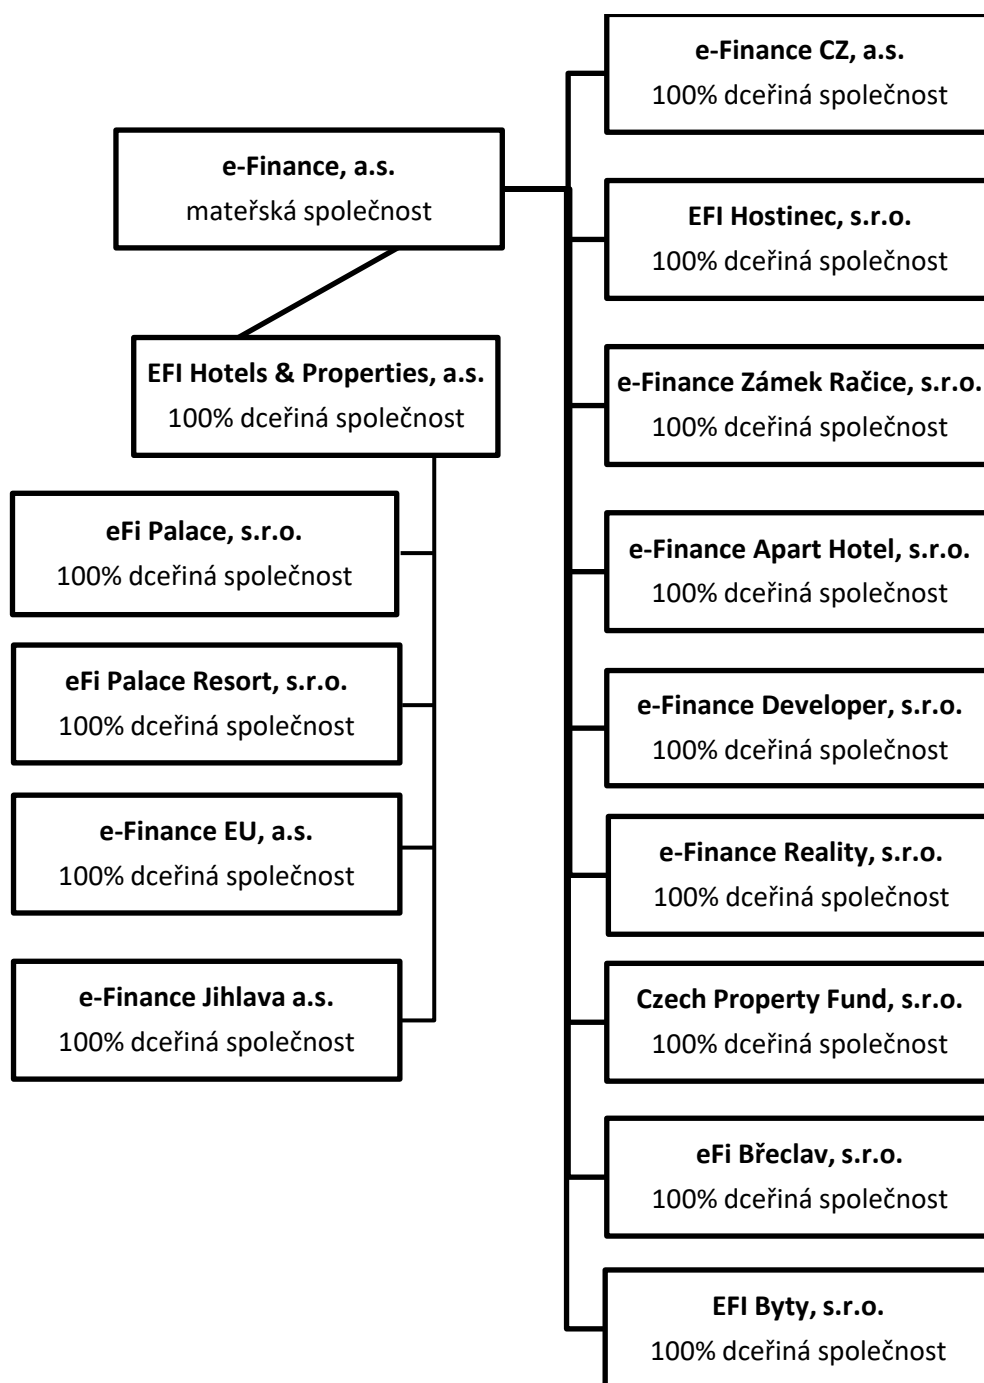 e-Finance, a.s.
mateřská společnost
EFI Hotels & Properties, a.s.
100% dceřiná společnost
eFi Palace, s.r.o.
100% dceřiná společnost
eFi Palace Resort, s.r.o.
100% dceřiná společnost
e-Finance EU, a.s.
100% dceřiná společnost
e-Finance Jihlava a.s.
100% dceřiná společnost
e-Finance CZ, a.s.
100% dceřiná společnost
EFI Hostinec, s.r.o.
100% dceřiná společnost
e-Finance Zámek Račice, s.r.o.
100% dceřiná společnost
e-Finance Apart Hotel, s.r.o.
100% dceřiná společnost
e-Finance Developer, s.r.o.
100% dceřiná společnost
e-Finance Reality, s.r.o.
100% dceřiná společnost
Czech Property Fund, s.r.o.
100% dceřiná společnost
eFi Břeclav, s.r.o.
100% dceřiná společnost
EFI Byty, s.r.o.
100% dceřiná společnost